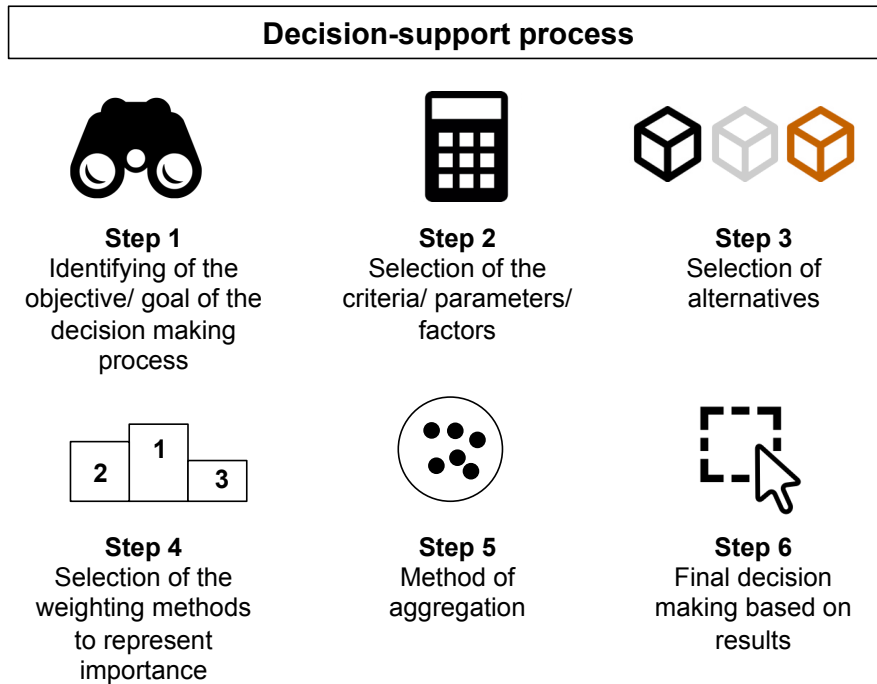 Decision-support process
Step 1
Identifying of the
objective/ goal of the
decision making
process
Step 2
Selection of the
criteria/ parameters/
factors
Step 3
Selection of
alternatives
2
1
3
Step 4
Selection of the
weighting methods
to represent
importance
Step 5
Method of
aggregation
Step 6
Final decision
making based on
results